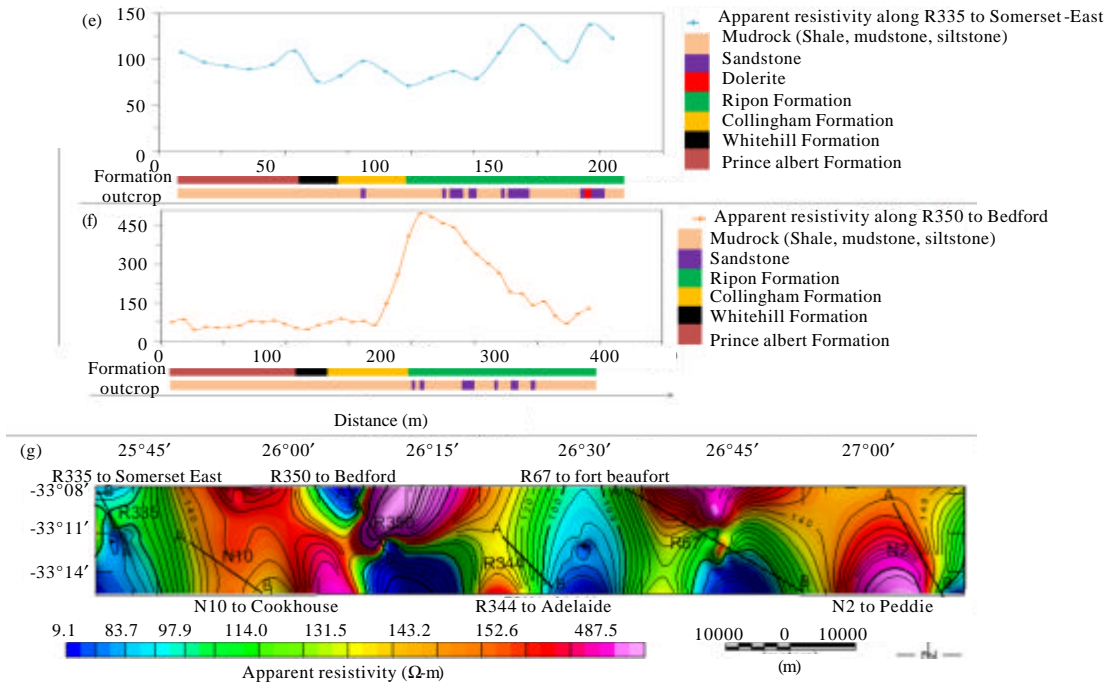 (e)
150
100
50
0
0 50 100 150 200
Formation
outcrop
Apparent resistivity along R335 to Somerset-East
Mudrock (Shale, mudstone, siltstone)
Sandstone
Dolerite
Ripon Formation
Collingham Formation
Whitehill Formation
Prince albert Formation
(f)
450
300
150
0
0 100 200 300 400
Formation
outcrop
Apparent resistivity along R350 to Bedford
Mudrock (Shale, mudstone, siltstone)
Sandstone
Ripon Formation
Collingham Formation
Whitehill Formation
Prince albert Formation
Distance (m)
(g)
25°45′ 26°00′ 26°15′ 26°30′ 26°45′ 27°00′
R335 to Somerset East R350 to Bedford R67 to fort beaufort
-33°08′
-33°11′
-33°14′
R335
A
N10
B
R350
A
R344
B
R67
B
A
N2
140
120
100
140
140
N10 to Cookhouse R344 to Adelaide N2 to Peddie
9.1 83.7 97.9 114.0 131.5 143.2 152.6 487.5
Apparent resistivity (Ω-m)
10000 0 10000
(m)